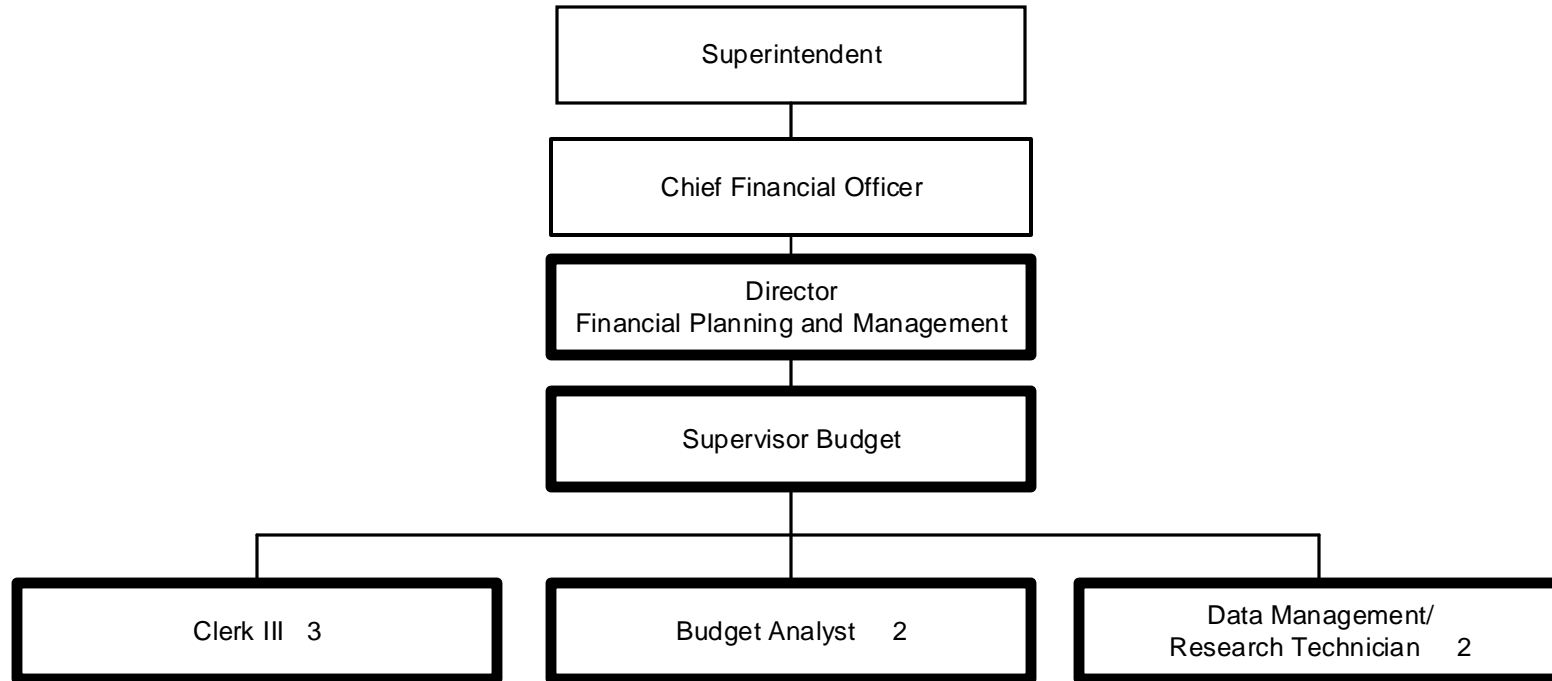 Superintendent
Chief Financial Officer
Director
Financial Planning and Management
Supervisor Budget
Clerk III 3
Budget Analyst 2
Data Management/
Research Technician 2